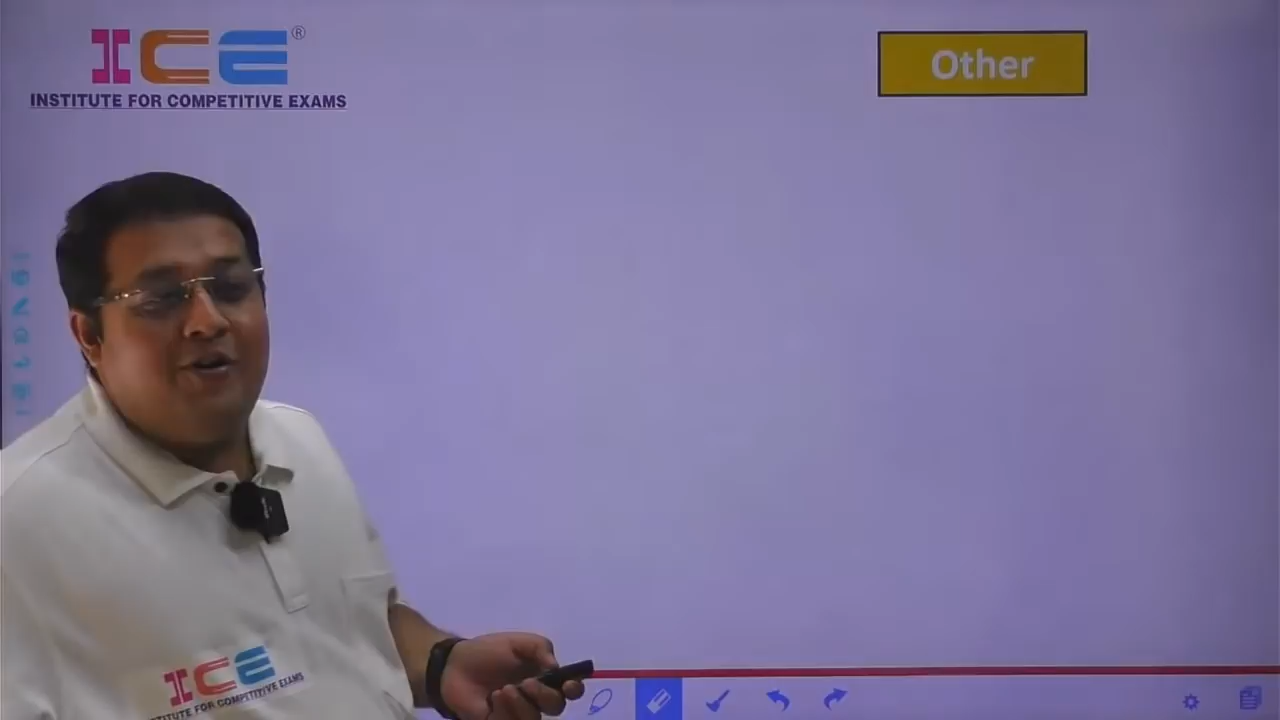 ICE®
INSTITUTE FOR COMPETITIVE EXAMS
Other
ICE
INSTITUTE FOR COMPETITIVE EXAMS